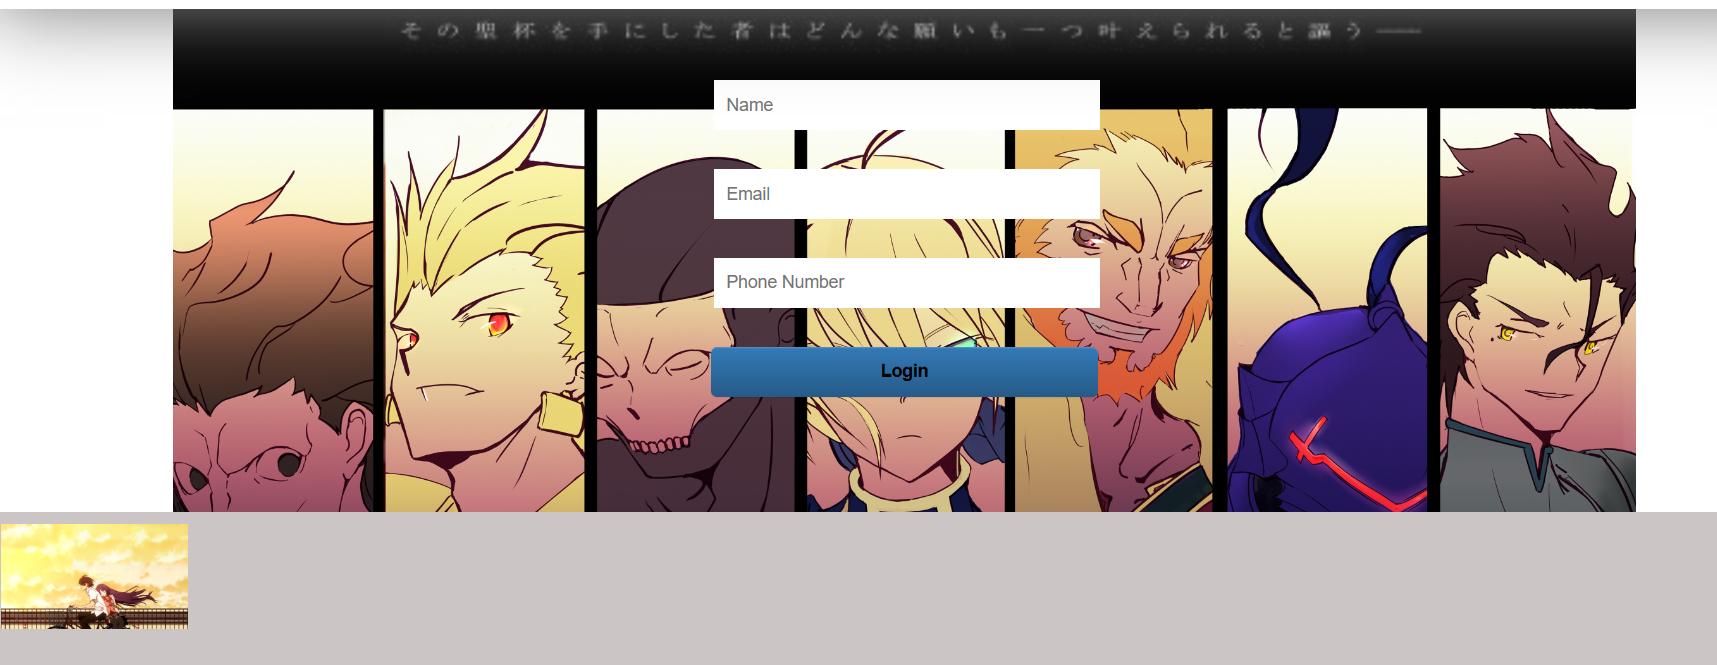 その聖杯を手にした者はどんな願いも一つ叶えられると謳う——
Name
Email
Phone Number
Login